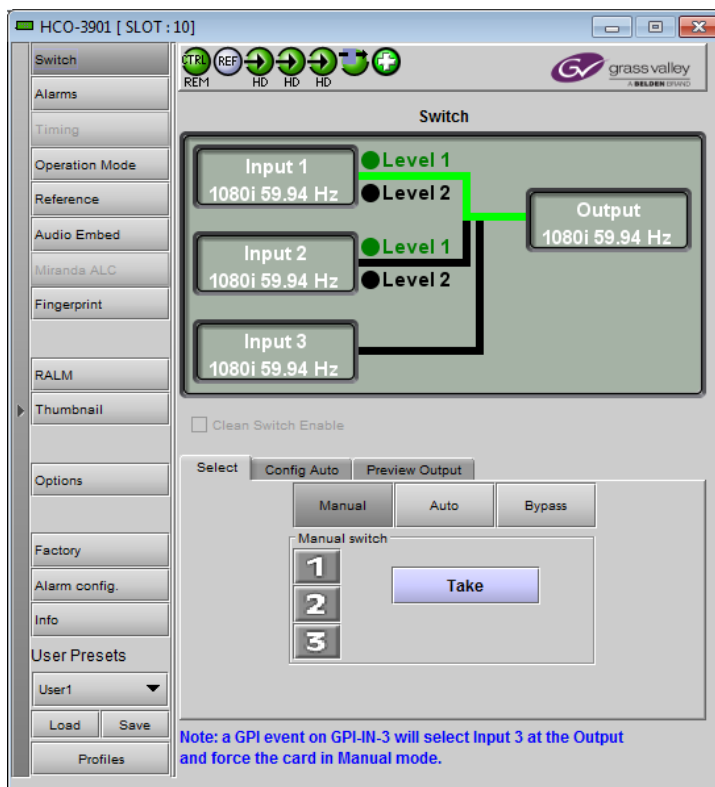 HCO-3901 [ SLOT : 10]
Switch
Alarms
Timing
Operation Mode
Reference
Audio Embed
Miranda ALC
Fingerprint
RALM
Thumbnail
Options
Factory
Alarm config.
Info
User Presets
User1
Load Save
Profiles
CTRL REF
REM HD HD HD
GV grass valley
A BELDEN BRAND
Switch
Input 1
1080i 59.94 Hz
Level 1
Level 2
Input 2
1080i 59.94 Hz
Level 1
Level 2
Input 3
1080i 59.94 Hz
Output
1080i 59.94 Hz
Clean Switch Enable
Select Config Auto Preview Output
Manual Auto Bypass
Manual switch
1
2
3
Take
Note: a GPI event on GPI-IN-3 will select Input 3 at the Output
and force the card in Manual mode.